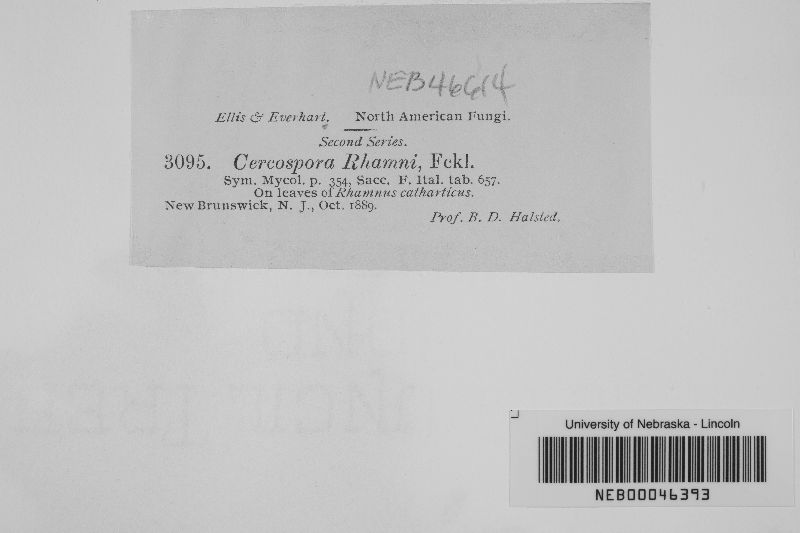 NEB46614
Ellis & Everhart, North American Fungi.
Second Series.
3095. Cercospora Rhamni, Fckl.
Sym. Mycol. p. 354, Sacc. F. Ital. tab. 657.
On leaves of Rhamnus catharticus.
New Brunswick, N. J., Oct. 1889.
Prof. B. D. Halsted.
University of Nebraska - Lincoln
NEB00046393